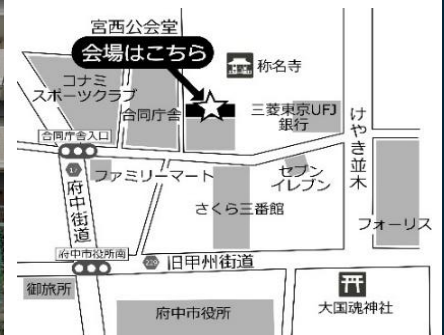 宮西公会堂
会場はこちら
称名寺
コナミ
スポーツクラブ
合同庁舎
三菱東京UFJ
銀行
けやき並木
合同庁舎入口
17
府中街道
ファミリーマート
セブン
イレブン
さくら三番館
フォーリス
府中市役所南
229
旧甲州街道
御旅所
府中市役所
大国魂神社